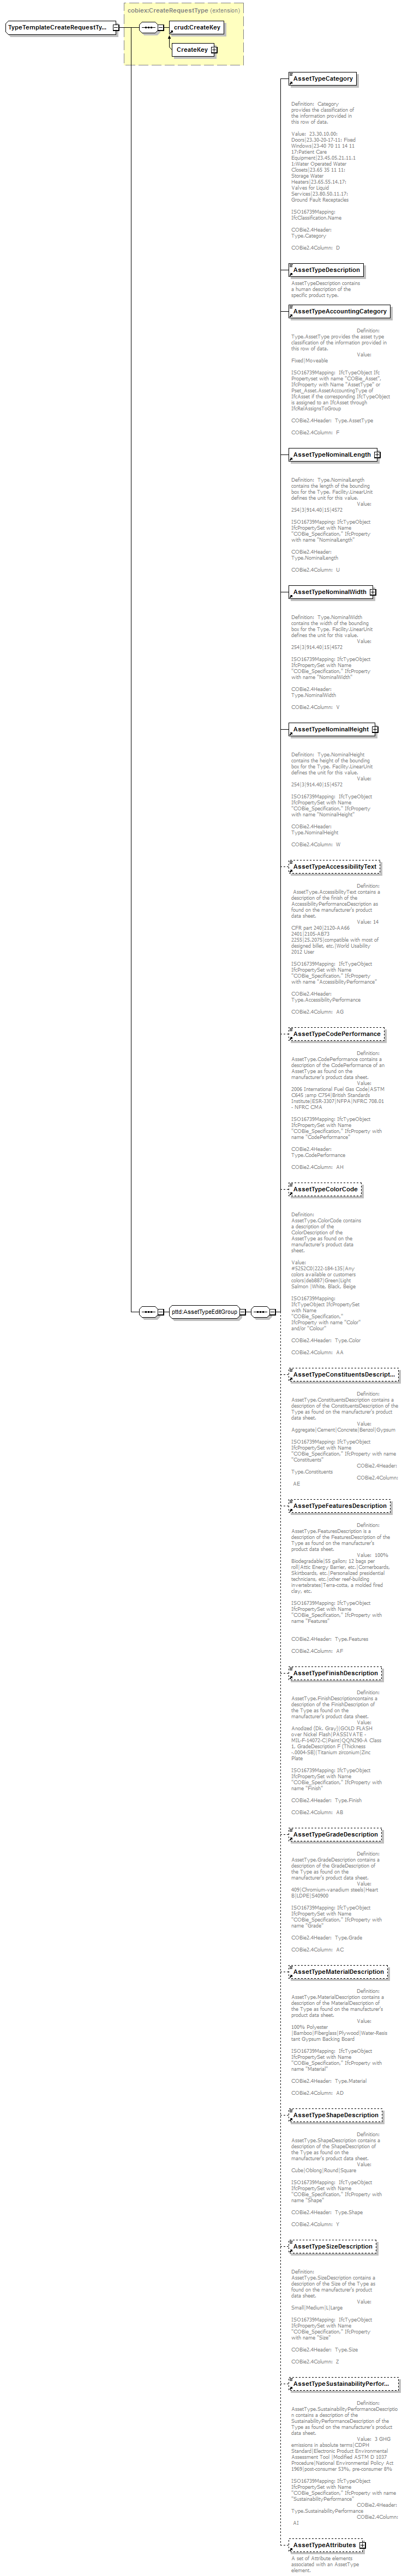 cobiex:CreateRequestType (extension)
TypeTemplateCreateRequestTy...
crud:CreateKey
CreateKey
AssetTypeCategory
Definition: Category
provides the classification of
the information provided in
this row of data.
Value: 23.30.10.00:
Doors|23-30-20-17-11: Fixed
Windows|23-40 70 11 14 11
17:Patient Care
Equipment|23.45.05.21.11.1
1:Water Operated Water
Closets|23.65 35 11 11:
Storage Water
Heaters|23.65.55.14.17:
Valves for Liquid
Services|23.80.50.11.17:
Ground Fault Receptacles
ISO16739Mapping:
IfcClassification.Name
COBie2.4Header:
Type.Category
COBie2.4Column: D
AssetTypeDescription
AssetTypeDescription contains
a human description of the
specific product type.
AssetTypeAccountingCategory
Definition:
Type.AssetType provides the asset type
classification of the information provided in
this row of data.
Value:
Fixed|Moveable
ISO16739Mapping: IfcTypeObject Ifc
Propertyset with name "COBie_Asset",
IfcProperty with Name "AssetType" or
Pset_Asset.AssetAccountingType of
IfcAsset if the corresponding IfcTypeObject
is assigned to an IfcAsset through
IfcRelAssignsToGroup
COBie2.4Header: Type.AssetType
COBie2.4Column: F
AssetTypeNominalLength
Definition: Type.NominalLength
contains the length of the bounding
box for the Type. Facility.LinearUnit
defines the unit for this value.
Value:
254|3|914.40|15|4572
ISO16739Mapping: IfcTypeObject
IfcPropertySet with Name
"COBie_Specification," IfcProperty
with name "NominalLength"
COBie2.4Header:
Type.NominalLength
COBie2.4Column: U
AssetTypeNominalWidth
Definition: Type.NominalWidth
contains the width of the bounding
box for the Type. Facility.LinearUnit
defines the unit for this value.
Value:
254|3|914.40|15|4572
ISO16739Mapping: IfcTypeObject
IfcPropertySet with Name
"COBie_Specification," IfcProperty
with name "NominalWidth"
COBie2.4Header:
Type.NominalWidth
COBie2.4Column: V
AssetTypeNominalHeight
Definition: Type.NominalHeight
contains the height of the bounding
box for the Type. Facility.LinearUnit
defines the unit for this value.
Value:
254|3|914.40|15|4572
ISO16739Mapping: IfcTypeObject
IfcPropertySet with Name
"COBie_Specification," IfcProperty
with name "NominalHeight"
COBie2.4Header:
Type.NominalHeight
COBie2.4Column: W
AssetTypeAccessibilityText
Definition:
AssetType.AccessibilityText contains a
description of the finish of the
AccessibilityPerformanceDescription as
found on the manufacturer's product
data sheet.
Value: 14
CFR part 240|2120-AA66
2401|2105-AB73
2255|25.2075|compatible with most of
designed billet, etc.|World Usability
2012 User
ISO16739Mapping: IfcTypeObject
IfcPropertySet with Name
"COBie_Specification," IfcProperty
with name "AccessibilityPerformance"
COBie2.4Header:
Type.AccessibilityPerformance
COBie2.4Column: AG
AssetTypeCodePerformance
Definition:
AssetType.CodePerformance contains a
description of the CodePerformance of an
AssetType as found on the
manufacturer's product data sheet.
Value:
2006 International Fuel Gas Code|ASTM
C645 :amp C754|British Standards
Institute|ESR-3307|NFPA|NFRC 708.01
- NFRC CMA
ISO16739Mapping: IfcTypeObject
IfcPropertySet with Name
"COBie_Specification," IfcProperty with
name "CodePerformance"
COBie2.4Header:
Type.CodePerformance
COBie2.4Column: AH
AssetTypeColorCode
Definition:
AssetType.ColorCode contains
a description of the
ColorDescription of the
AssetType as found on the
manufacturer's product data
sheet.
Value:
colors available or customers
Salmon |White, Black, Beige
ISO16739Mapping:
IfcTypeObject IfcPropertySet
with Name
"COBie_Specification,"
IfcProperty with name "Color"
and/or "Colour"
COBie2.4Header: Type.Color
COBie2.4Column: AA
pttd:AssetTypeEditGroup
AssetTypeConstituentsDescript...
Definition:
AssetType.ConstituentsDescription contains a
description of the ConstituentsDescription of the
Type as found on the manufacturer's product
data sheet.
Value:
Aggregate|Cement|Concrete|Benzol|Gypsum
ISO16739Mapping: IfcTypeObject
IfcPropertySet with Name
"COBie_Specification," IfcProperty with name
"Constituents"
COBie2.4Header:
Type.Constituents
COBie2.4Column:
AE
AssetTypeFeaturesDescription
Definition:
AssetType.FeaturesDescription is a
description of the FeaturesDescription of the
Type as found on the manufacturer's
product data sheet.
Value: 100%
Biodegradable|55 gallon; 12 bags per
roll|Attic Energy Barrier, etc.|Cornerboards,
Skirtboards, etc.|Personalized presidential
technicians, etc.|other reef-building
invertebrates|Terra-cotta, a molded fired
clay, etc.
ISO16739Mapping: IfcTypeObject
IfcPropertySet with Name
"COBie_Specification," IfcProperty with
name "Features"
COBie2.4Header: Type.Features
COBie2.4Column: AF
AssetTypeFinishDescription
Definition:
AssetType.FinishDescriptioncontains a
description of the FinishDescription of
the Type as found on the
manufacturer's product data sheet.
Value:
Anodized (Dk. Gray)|GOLD FLASH
over Nickel Flash|PASSIVATE -
MIL-F-14072-C|Paint|QQN290-A Class
1, GradeDescription F (Thickness
-.0004-SE)|Titanium zirconium|Zinc
Plate
ISO16739Mapping: IfcTypeObject
IfcPropertySet with Name
"COBie_Specification," IfcProperty with
name "Finish"
COBie2.4Header: Type.Finish
COBie2.4Column: AB
AssetTypeGradeDescription
Definition:
AssetType.GradeDescription contains a
description of the GradeDescription of
the Type as found on the
manufacturer's product data sheet.
Value:
409|Chromium-vanadium steels|Heart
B|LDPE|S40900
ISO16739Mapping: IfcTypeObject
IfcPropertySet with Name
"COBie_Specification," IfcProperty with
name "Grade"
COBie2.4Header: Type.Grade
COBie2.4Column: AC
AssetTypeMaterialDescription
Definition:
AssetType.MaterialDescription contains a
description of the MaterialDescription of
the Type as found on the manufacturer's
product data sheet.
Value:
100% Polyester
|Bamboo|Fiberglass|Plywood|Water-Resis
tant Gypsum Backing Board
ISO16739Mapping: IfcTypeObject
IfcPropertySet with Name
"COBie_Specification," IfcProperty with
name "Material"
COBie2.4Header: Type.Material
COBie2.4Column: AD
AssetTypeShapeDescription
Definition:
AssetType.ShapeDescription contains a
description of the ShapeDescription of
the Type as found on the
manufacturer's product data sheet.
Value:
Cube|Oblong|Round|Square
ISO16739Mapping: IfcTypeObject
IfcPropertySet with Name
"COBie_Specification," IfcProperty with
name "Shape"
COBie2.4Header: Type.Shape
COBie2.4Column: Y
AssetTypeSizeDescription
Definition:
AssetType.SizeDescription contains a
description of the Size of the Type as
found on the manufacturer's product
data sheet.
Value:
Small|Medium|L|Large
ISO16739Mapping: IfcTypeObject
IfcPropertySet with Name
"COBie_Specification," IfcProperty
with name "Size"
COBie2.4Header: Type.Size
COBie2.4Column: Z
AssetTypeSustainabilityPerfor...
Definition:
AssetType.SustainabilityPerformanceDescriptio
n contains a description of the
SustainabilityPerformanceDescription of the
Type as found on the manufacturer's product
data sheet.
Value: 3 GHG
emissions in absolute terms|CDPH
Standard|Electronic Product Environmental
Assessment Tool |Modified ASTM D 1037
Procedure|National Environmental Policy Act
1969|post-consumer 53%, pre-consumer 8%
ISO16739Mapping: IfcTypeObject
IfcPropertySet with Name
"COBie_Specification," IfcProperty with name
"SustainabilityPerformance"
COBie2.4Header:
Type.SustainabilityPerformance
COBie2.4Column:
AI
AssetTypeAttributes
A set of Attribute elements
associated with an AssetType
element.